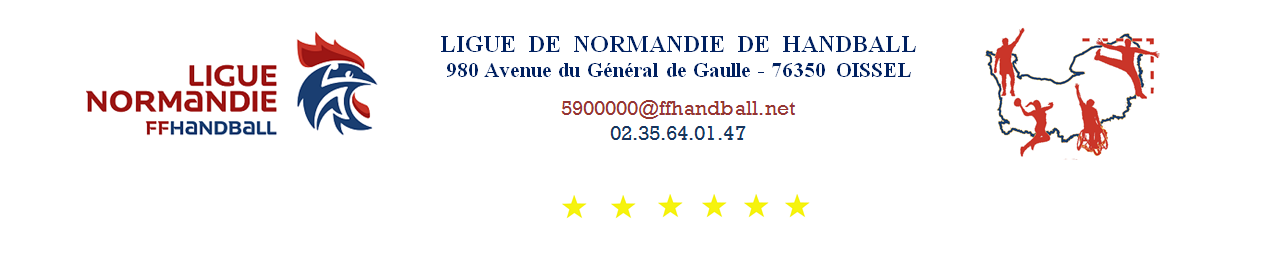 LIGUE
NORMANDIE
FFHANDBALL
LIGUE DE NORMANDIE DE HANDBALL
980 Avenue du Général de Gaulle - 76350 OISSEL
5900000@ffhandball.net
02.35.64.01.47